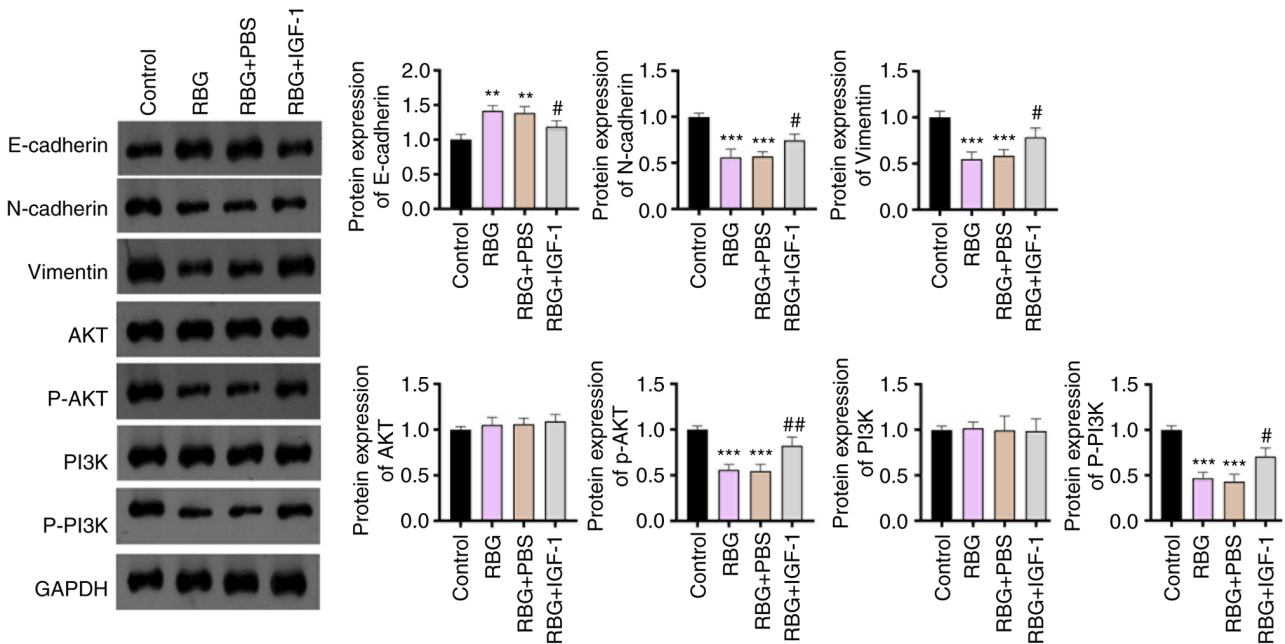 Control
RBG
RBG+PBS
RBG+IGF-1
E-cadherin
N-cadherin
Vimentin
AKT
P-AKT
PI3K
P-PI3K
GAPDH
Protein expression
of E-cadherin
2.0
1.5
1.0
0.5
0.0
**
**
#
Control
RBG
RBG+PBS
RBG+IGF-1
Protein expression
of N-cadherin
1.5
1.0
0.5
0.0
***
***
#
Control
RBG
RBG+PBS
RBG+IGF-1
Protein expression
of Vimentin
1.5
1.0
0.5
0.0
***
***
#
Control
RBG
RBG+PBS
RBG+IGF-1
Protein expression
of AKT
1.5
1.0
0.5
0.0
Control
RBG
RBG+PBS
RBG+IGF-1
Protein expression
of p-AKT
1.5
1.0
0.5
0.0
***
***
##
Control
RBG
RBG+PBS
RBG+IGF-1
Protein expression
of PI3K
1.5
1.0
0.5
0.0
Control
RBG
RBG+PBS
RBG+IGF-1
Protein expression
of P-PI3K
1.5
1.0
0.5
0.0
***
***
#
Control
RBG
RBG+PBS
RBG+IGF-1